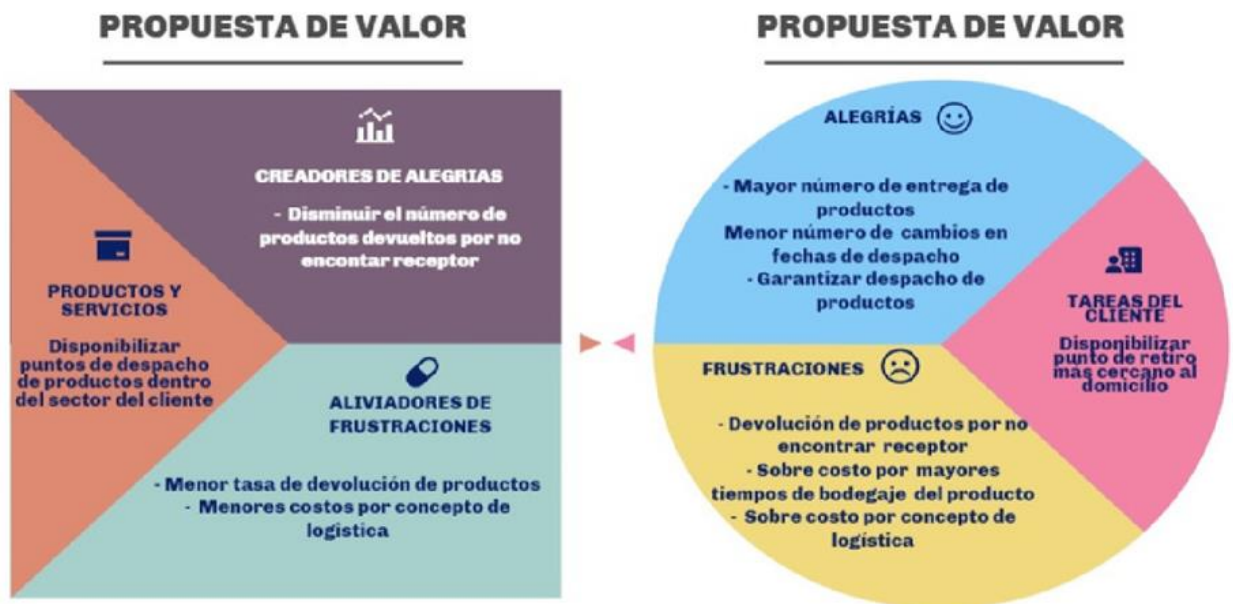 PROPUESTA DE VALOR
CREADORES DE ALEGRIAS
- Disminuir el número de
productos devueltos por no
encontar receptor
PRODUCTOS Y
SERVICIOS
Disponibilizar
puntos de despacho
de productos dentro
del sector del cliente
ALIVIADORES DE
FRUSTRACIONES
- Menor tasa de devolución de productos
- Menores costos por concepto de
logística
PROPUESTA DE VALOR
ALEGRÍAS
- Mayor número de entrega de
productos
Menor número de cambios en
fechas de despacho
- Garantizar despacho de
productos
TAREAS DEL
CLIENTE
Disponibilizar
punto de retiro
más cercano al
domicilio
FRUSTRACIONES
- Devolución de productos por no
encontrar receptor
- Sobre costo por mayores
tiempos de bodegaje del producto
- Sobre costo por concepto de
logística